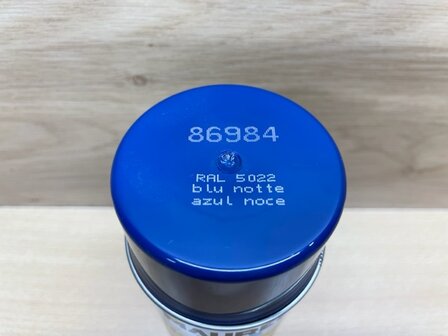 86984
RAL 5022
blu notte
azul noce